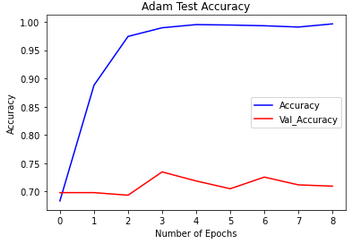 Adam Test Accuracy
1.00
0.95
0.90
0.85
0.80
0.75
0.70
Accuracy
Accuracy
Val_Accuracy
0 1 2 3 4 5 6 7 8
Number of Epochs